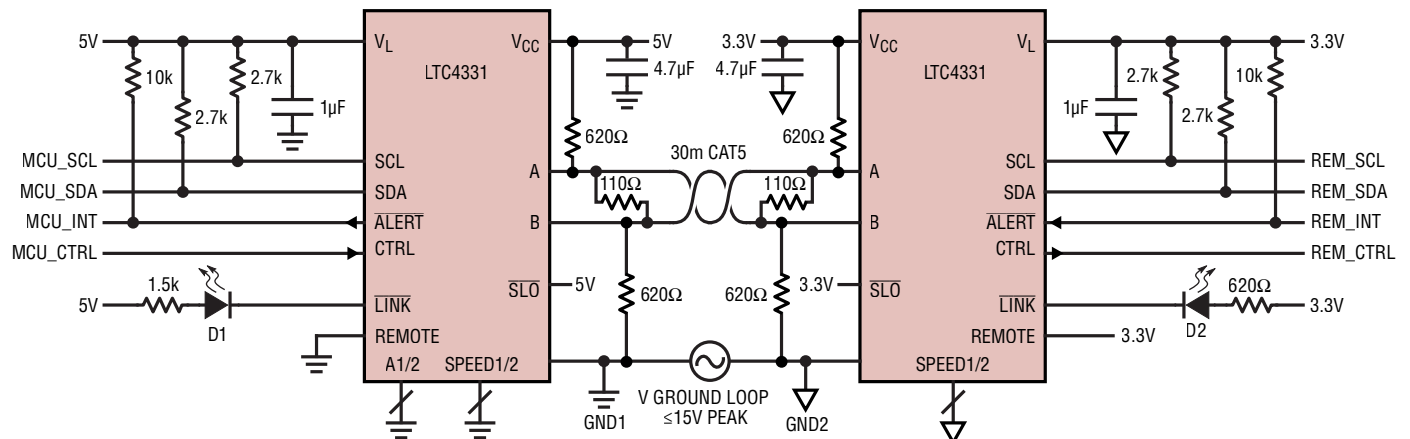 5V
10k
2.7k
2.7k
1µF
MCU_SCL
MCU_SDA
MCU_INT
MCU_CTRL
5V
1.5k
D1
VL
VCC
LTC4331
SCL
SDA
ALERT
CTRL
LINK
REMOTE
A1/2
SPEED1/2
A
B
SLO
5V
4.7µF
620Ω
110Ω
620Ω
5V
30m CAT5
GND1
V GROUND LOOP
≤15V PEAK
GND2
3.3V
4.7µF
620Ω
110Ω
620Ω
3.3V
VCC
VL
LTC4331
A
B
SLO
SCL
SDA
ALERT
CTRL
LINK
REMOTE
SPEED1/2
3.3V
2.7k
10k
1µF
2.7k
REM_SCL
REM_SDA
REM_INT
REM_CTRL
620Ω
D2
3.3V
3.3V